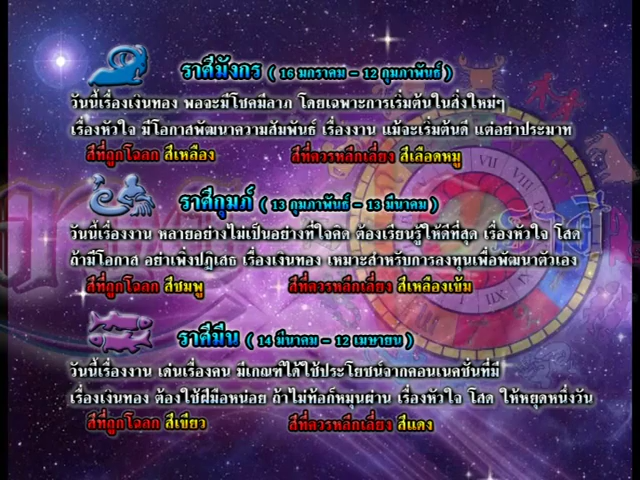 ราศีมังกร ( 16 มกราคม - 12 กุมภาพันธ์ )
วันนี้เรื่องเงินทอง พอจะมีโชคมีลาภ โดยเฉพาะการเริ่มต้นในสิ่งใหม่ๆ
เรื่องหัวใจ มีโอกาสพัฒนาความสัมพันธ์ เรื่องงาน แม้จะเริ่มต้นดี แต่อย่าประมาท
สีที่ถูกโฉลก สีเหลือง สีที่ควรหลีกเลี่ยง สีเลือดหมู
ราศีกุมภ์ ( 13 กุมภาพันธ์ - 13 มีนาคม )
วันนี้เรื่องงาน หลายอย่างไม่เป็นอย่างที่ใจคิด ต้องเรียนรู้ให้ดีที่สุด เรื่องหัวใจ โสด
ถ้ามีโอกาส อย่าเพิ่งปฏิเสธ เรื่องเงินทอง เหมาะสำหรับการลงทุนเพื่อพัฒนาตัวเอง
สีที่ถูกโฉลก สีชมพู สีที่ควรหลีกเลี่ยง สีเหลืองเข้ม
ราศีมีน ( 14 มีนาคม - 12 เมษายน )
วันนี้เรื่องงาน เด่นเรื่องคน มีเกณฑ์ได้ใช้ประโยชน์จากคอนเนคชั่นที่มี
เรื่องเงินทอง ต้องใช้ฝีมือหน่อย ถ้าไม่ท้อก็หมุนผ่าน เรื่องหัวใจ โสด ให้หยุดหนึ่งวัน
สีที่ถูกโฉลก สีเขียว สีที่ควรหลีกเลี่ยง สีแดง